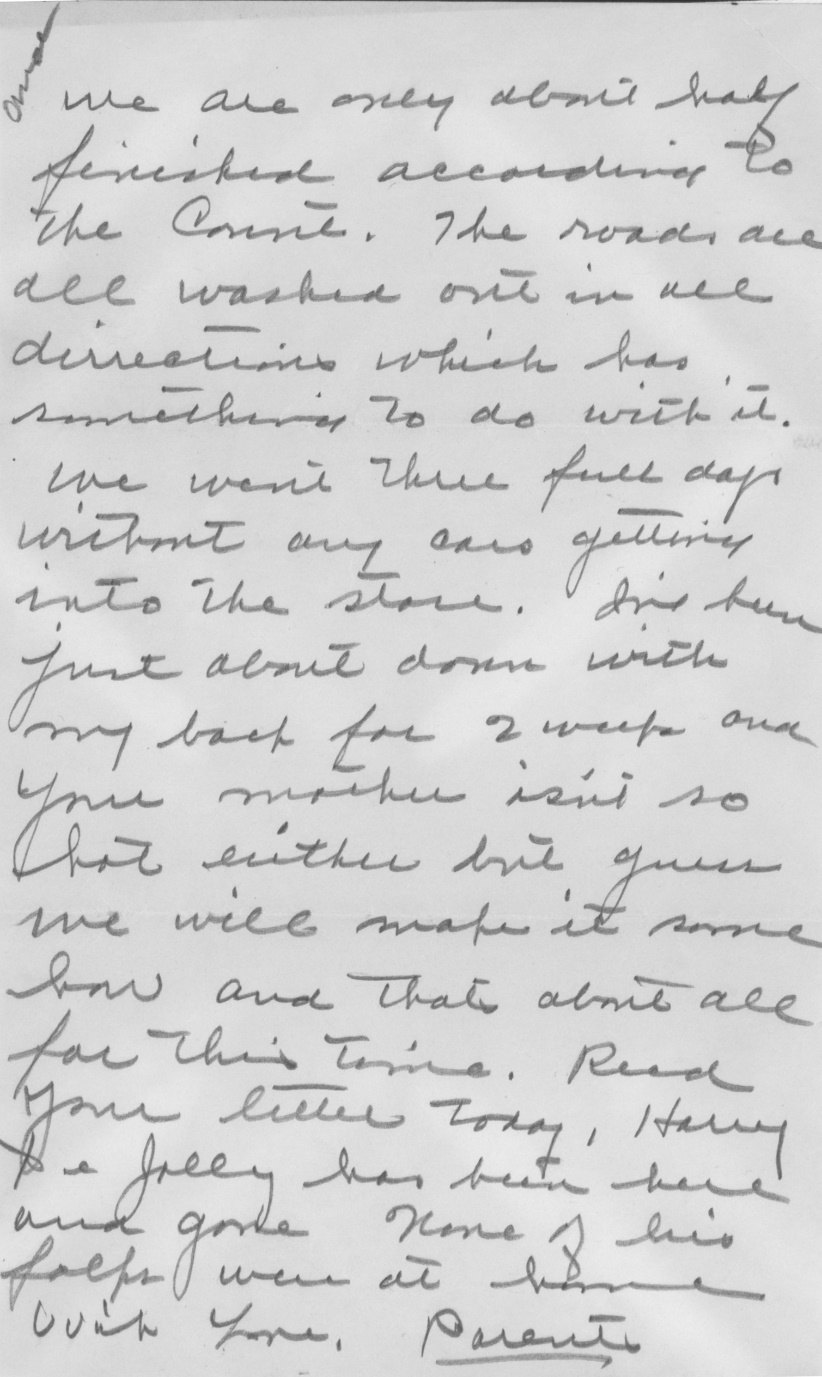 we are only about half
finished according to
the Count. The roads are
all washed out in all
dirrections which has
something to do with it.
We went three full days
without any cars getting
into the store. I've been
just about down with
my back for 2 weeks and
your mother isn't so
hot either but guess
we will make it some
how and thats about all
for this time. Recd
your letter today, Harry
De Jolly has been here
and gone None of his
folks were at home
With Love. Parents